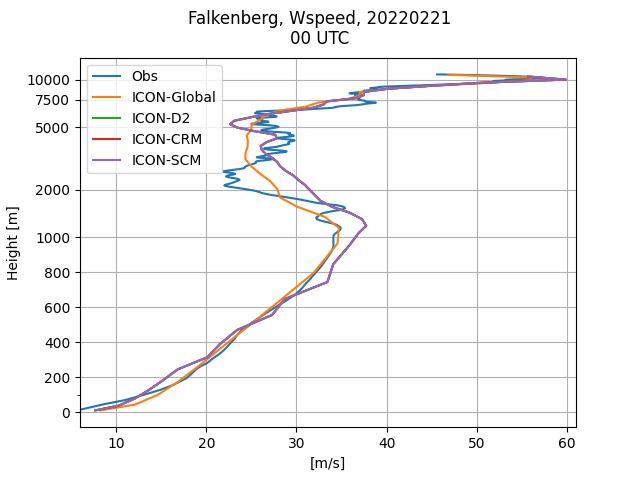 Falkenberg, Wspeed, 20220221
00 UTC
Obs
ICON-Global
ICON-D2
ICON-CRM
ICON-SCM
10000
7500
5000
2000
1000
800
600
400
200
0
Height [m]
10 20 30 40 50 60
[m/s]